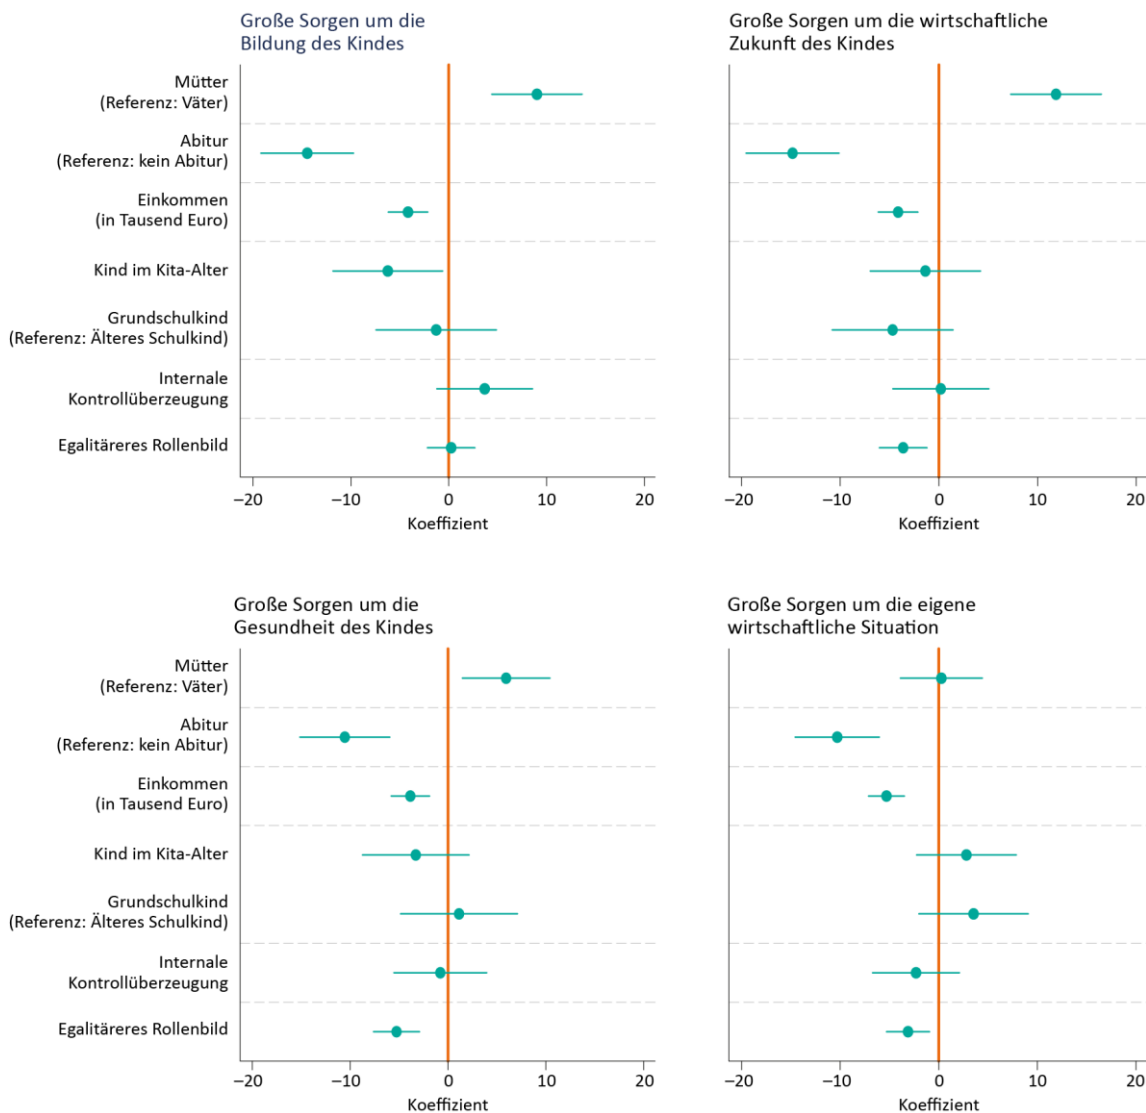 Große Sorgen um die
Bildung des Kindes
Mütter
(Referenz: Väter)
Abitur
(Referenz: kein Abitur)
Einkommen
(in Tausend Euro)
Kind im Kita-Alter
Grundschulkind
(Referenz: Älteres Schulkind)
Internale
Kontrollüberzeugung
Egalitäreres Rollenbild
−20 −10 0 10 20
Koeffizient
Große Sorgen um die wirtschaftliche
Zukunft des Kindes
−20 −10 0 10 20
Koeffizient
Große Sorgen um die
Gesundheit des Kindes
Mütter
(Referenz: Väter)
Abitur
(Referenz: kein Abitur)
Einkommen
(in Tausend Euro)
Kind im Kita-Alter
Grundschulkind
(Referenz: Älteres Schulkind)
Internale
Kontrollüberzeugung
Egalitäreres Rollenbild
−20 −10 0 10 20
Koeffizient
Große Sorgen um die eigene
wirtschaftliche Situation
−20 −10 0 10 20
Koeffizient